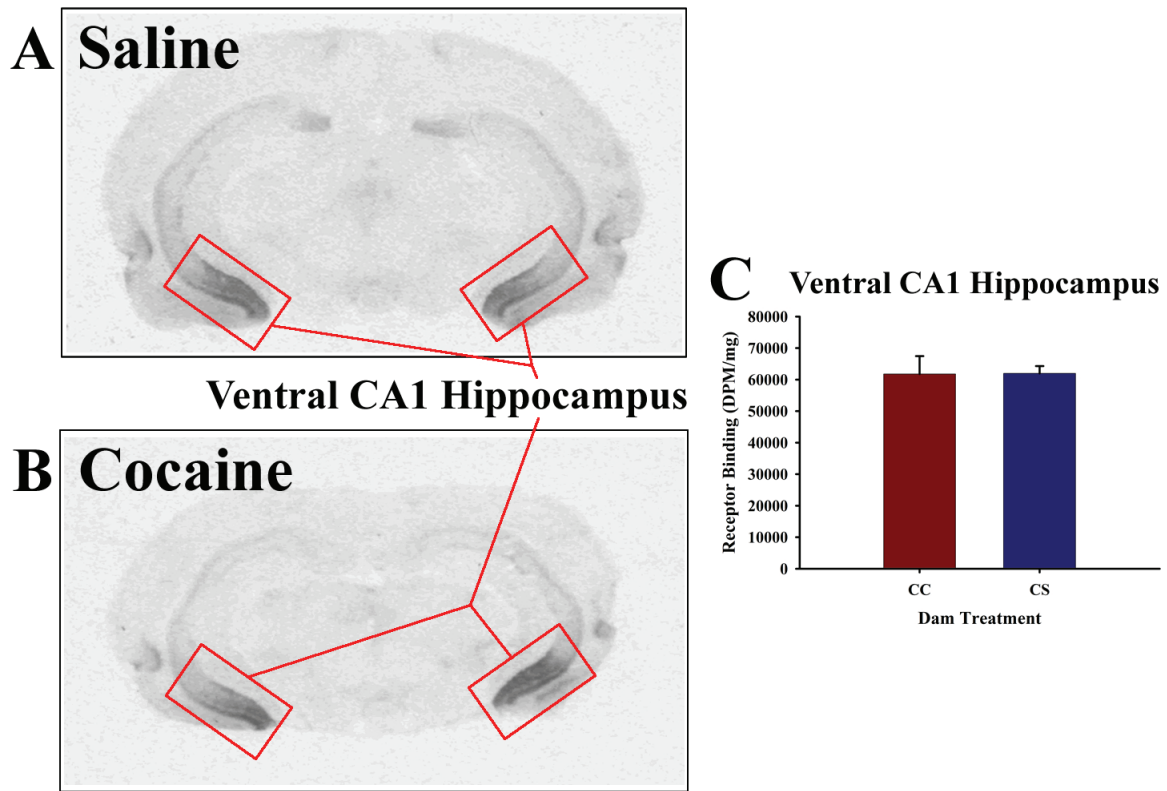 A Saline
Ventral CA1 Hippocampus
B Cocaine
C Ventral CA1 Hippocampus
Receptor Binding (DPM/mg)
80000
70000
60000
50000
40000
30000
20000
10000
0
CC CS
Dam Treatment